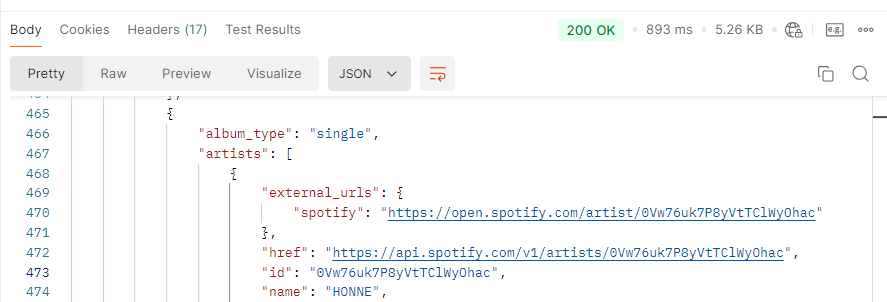 Body Cookies Headers (17) Test Results 200 OK 893 ms 5.26 KB e.g.
Pretty Raw Preview Visualize JSON
465 {
466 "album_type": "single",
467 "artists": [
468 {
469 "external_urls": {
470 "spotify": "https://open.spotify.com/artist/0Vw76uk7P8yVtTClWyOhac"
471 },
472 "href": "https://api.spotify.com/v1/artists/0Vw76uk7P8yVtTClWyOhac",
473 "id": "0Vw76uk7P8yVtTClWyOhac",
474 "name": "HONNE",